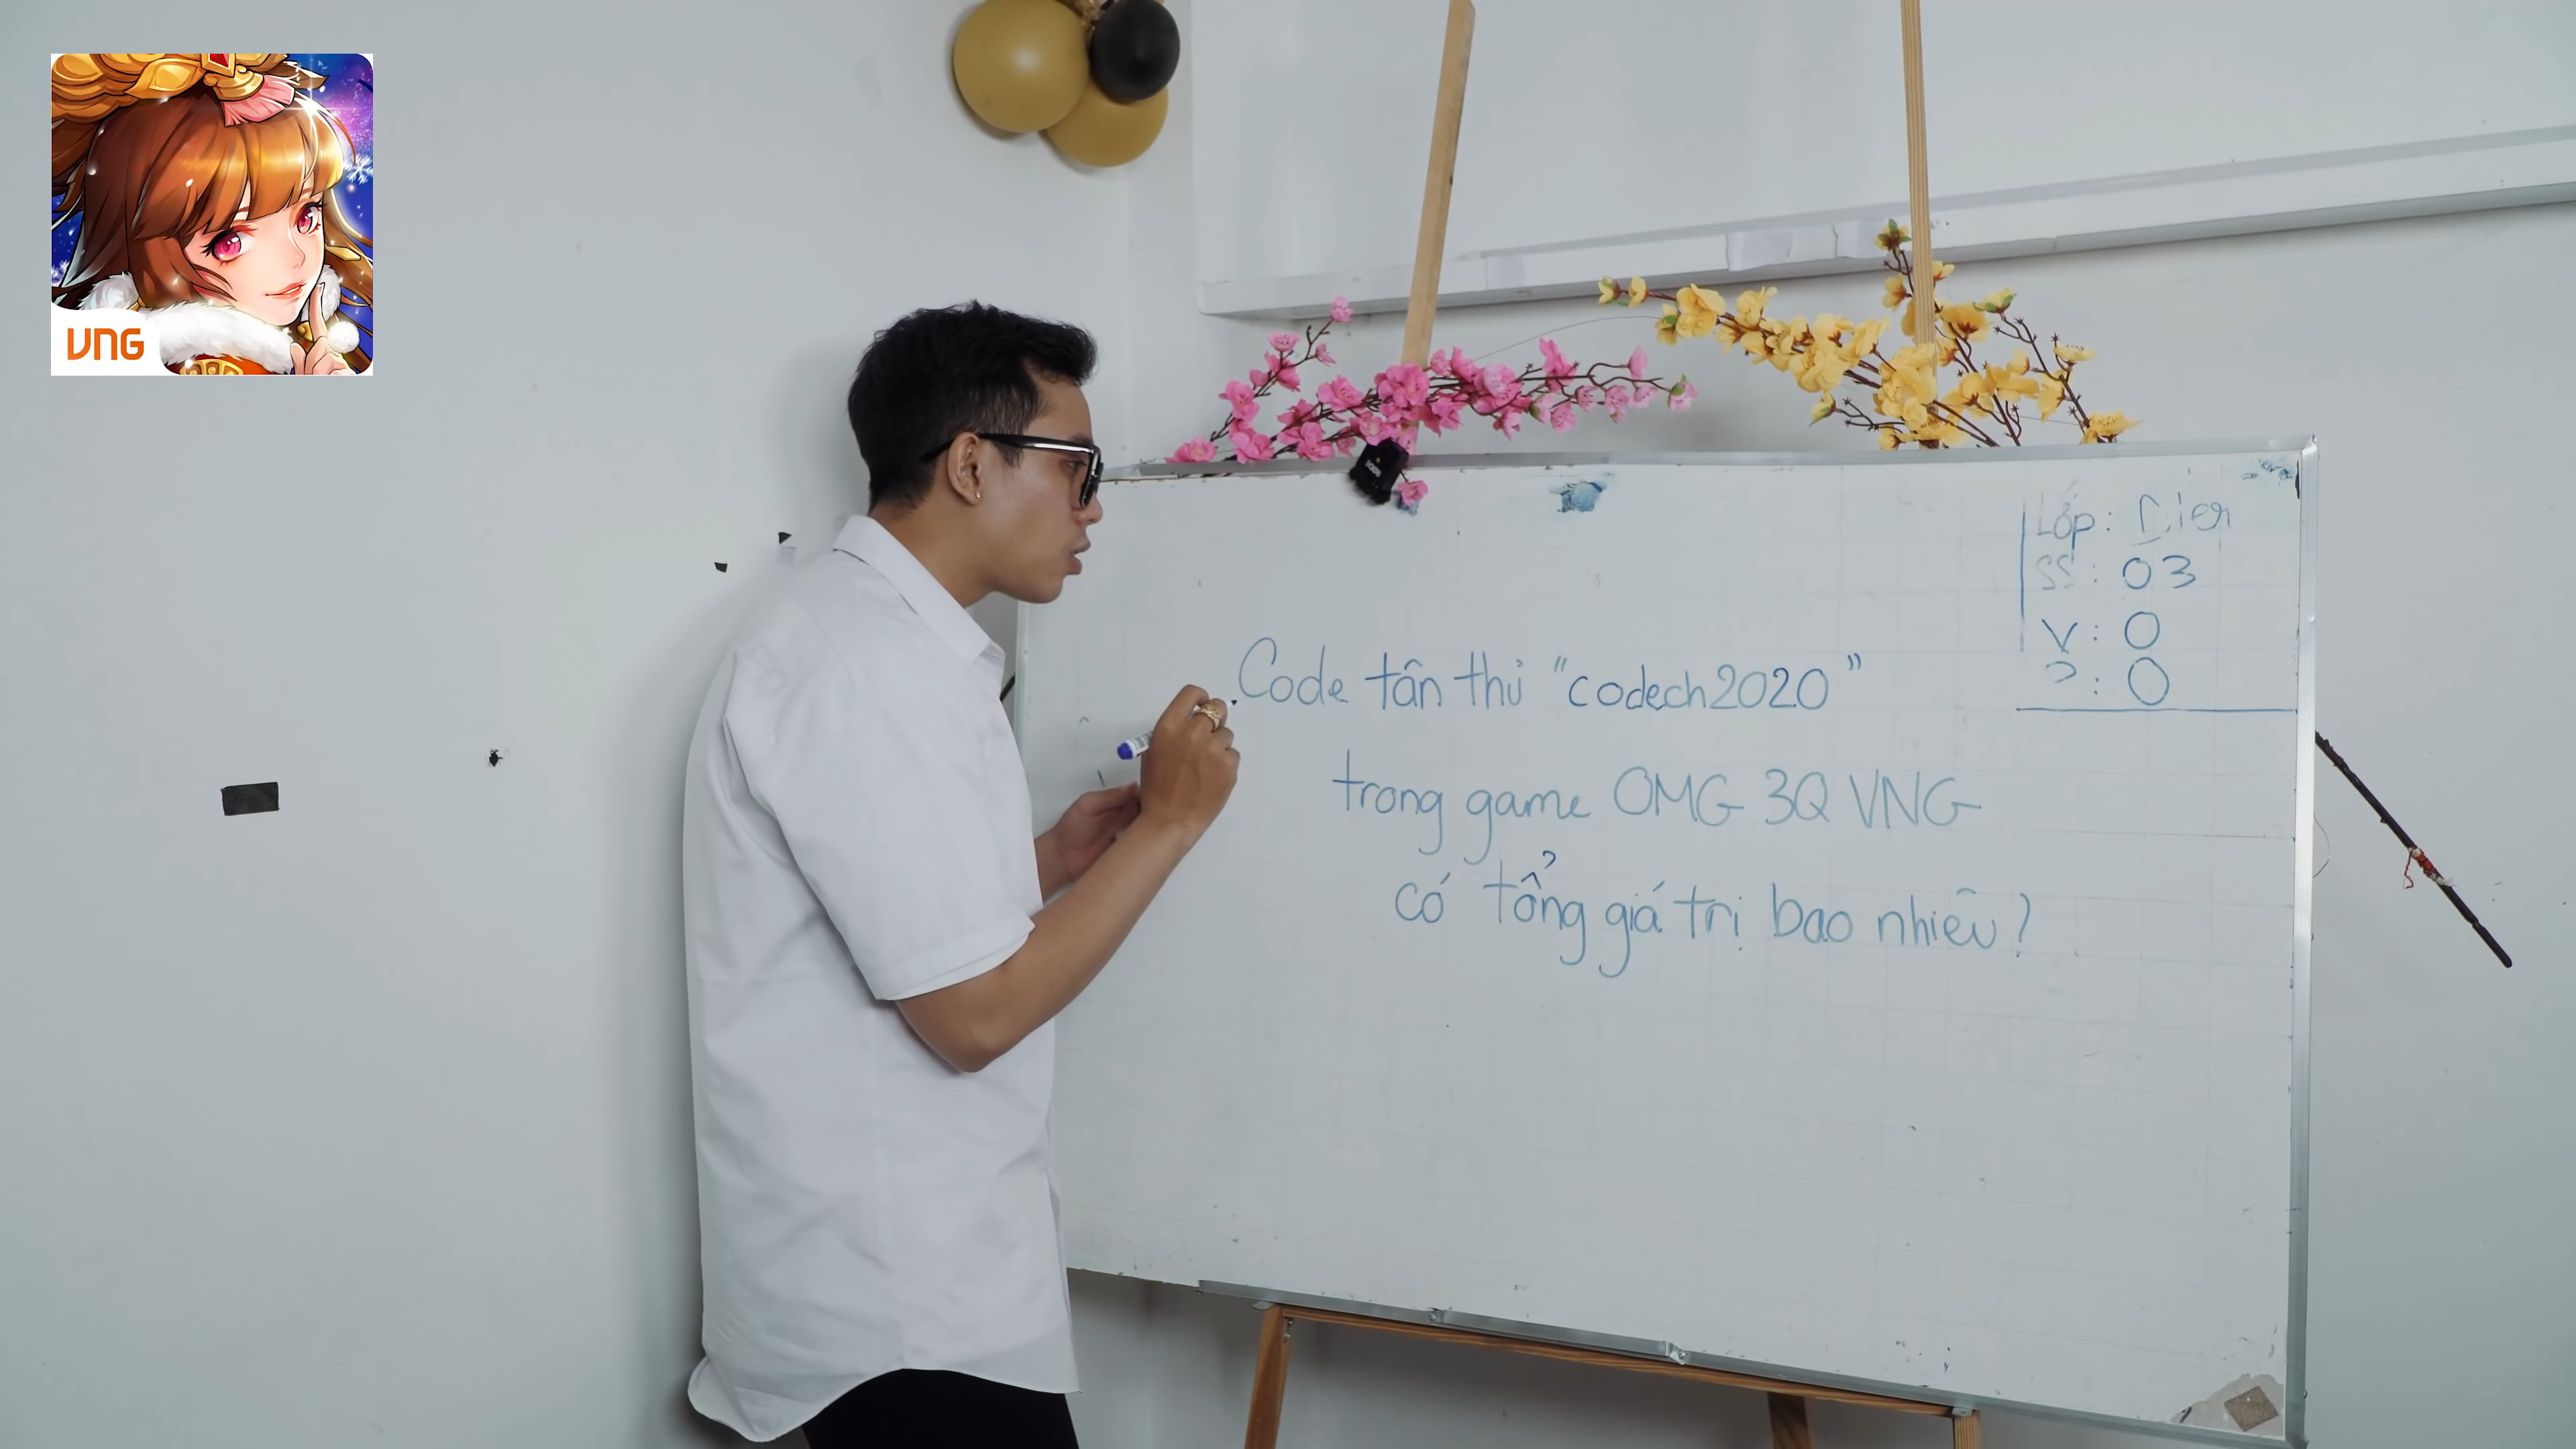 VNG
Lớp:
SS: 03
V: 0
P: 0
Code tân thủ "codech2020"
trong game OMG 3Q VNG
có tổng giá trị bao nhiêu?